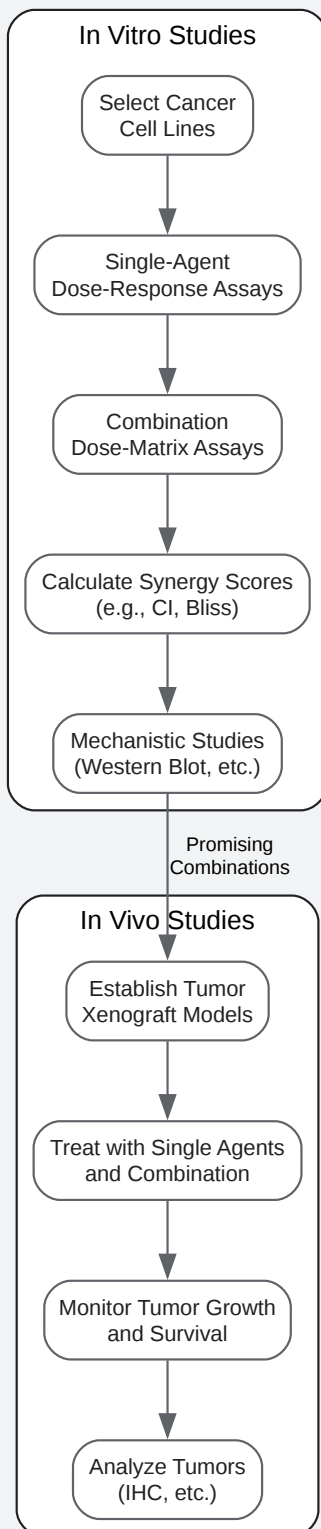 In Vitro Studies
Select Cancer
Cell Lines
Single-Agent
Dose-Response Assays
Combination
Dose-Matrix Assays
Calculate Synergy Scores
(e.g., CI, Bliss)
Mechanistic Studies
(Western Blot, etc.)
Promising
Combinations
In Vivo Studies
Establish Tumor
Xenograft Models
Treat with Single Agents
and Combination
Monitor Tumor Growth
and Survival
Analyze Tumors
(IHC, etc.)